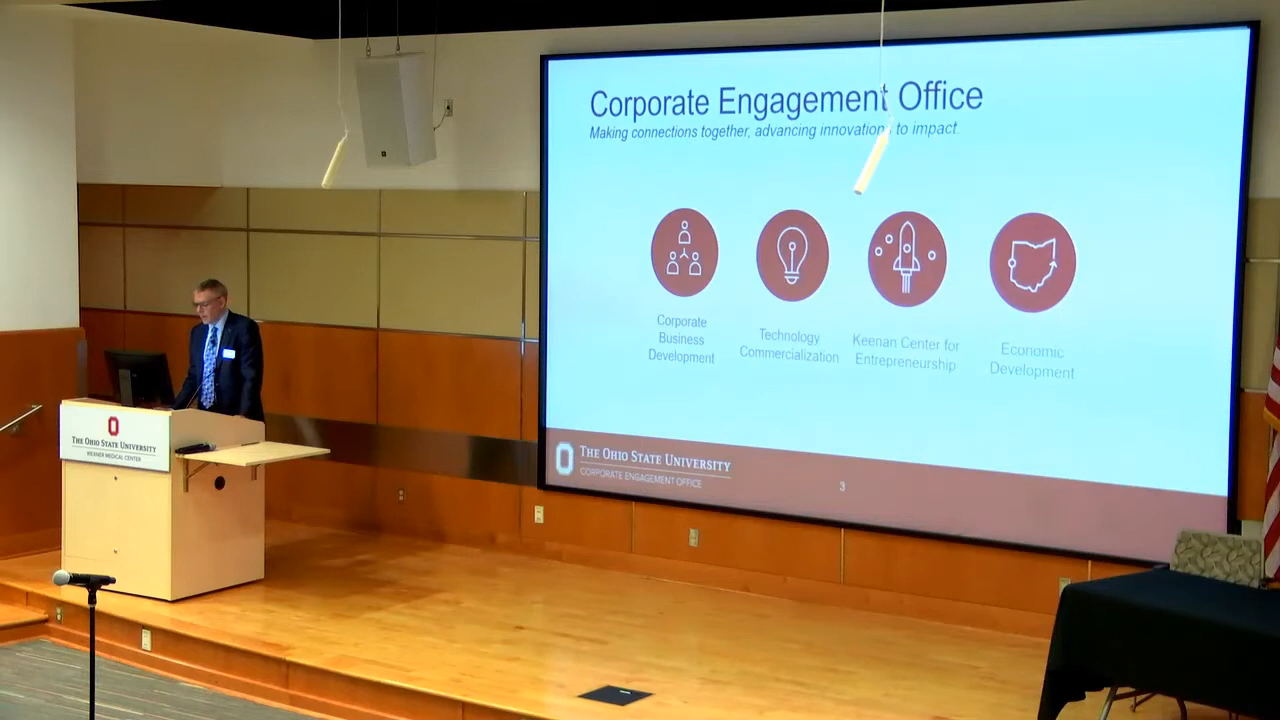 Corporate Engagement Office
Making connections together, advancing innovations to impact.
Corporate
Business
Development
Technology
Commercialization
Keenan Center for
Entrepreneurship
Economic
Development
THE OHIO STATE UNIVERSITY
CORPORATE ENGAGEMENT OFFICE
3
THE OHIO STATE UNIVERSITY
WEXNER MEDICAL CENTER